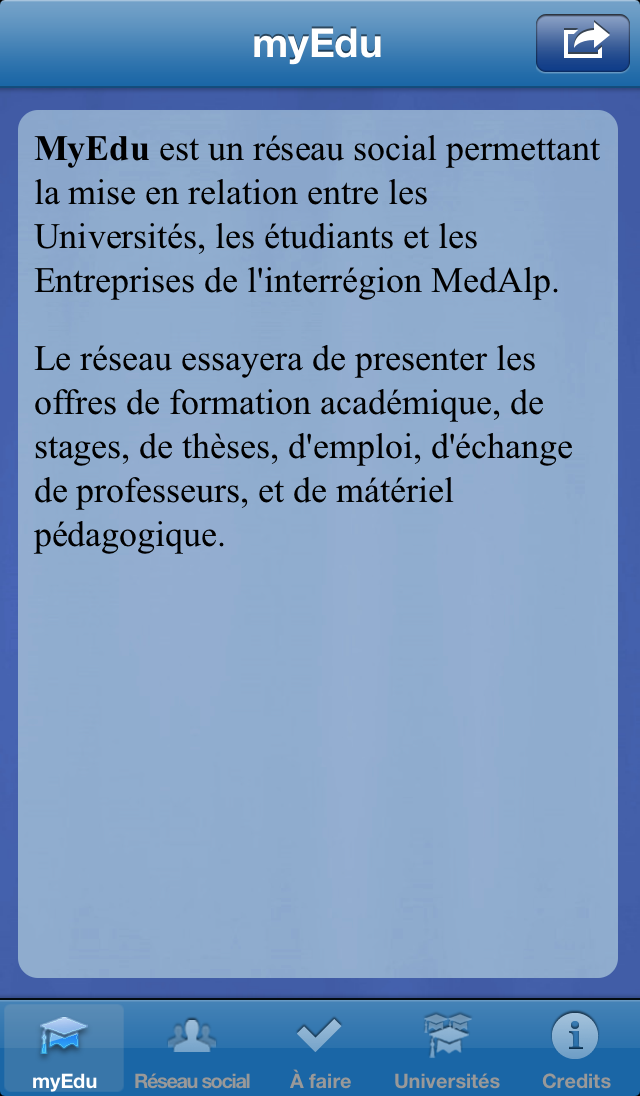 myEdu
MyEdu est un réseau social permettant
la mise en relation entre les
Universités, les étudiants et les
Entreprises de l'interrégion MedAlp.
Le réseau essayera de presenter les
offres de formation académique, de
stages, de thèses, d'emploi, d'échange
de professeurs, et de mátériel
pédagogique.
myEdu Réseau social À faire Universités Credits